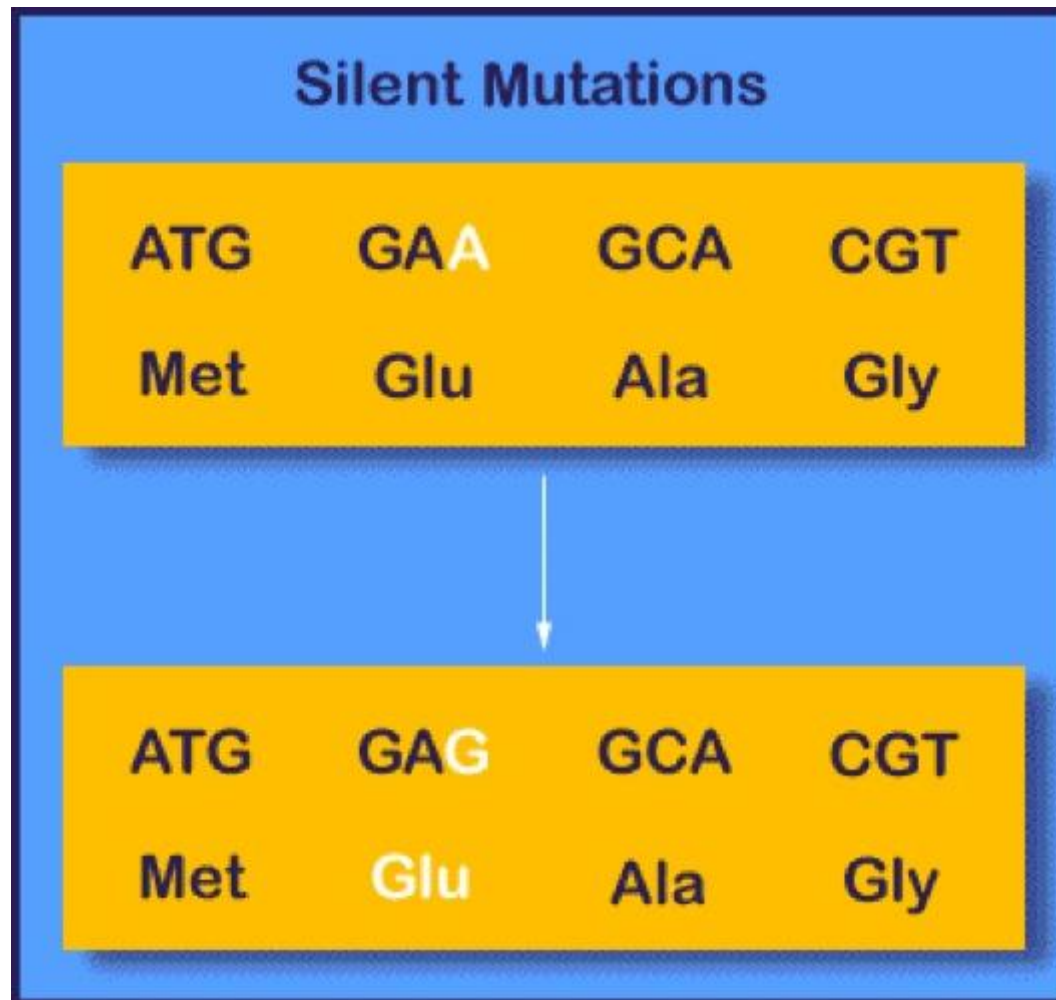 Silent Mutations
ATG GAA GCA CGT
Met Glu Ala Gly
ATG GAG GCA CGT
Met Glu Ala Gly